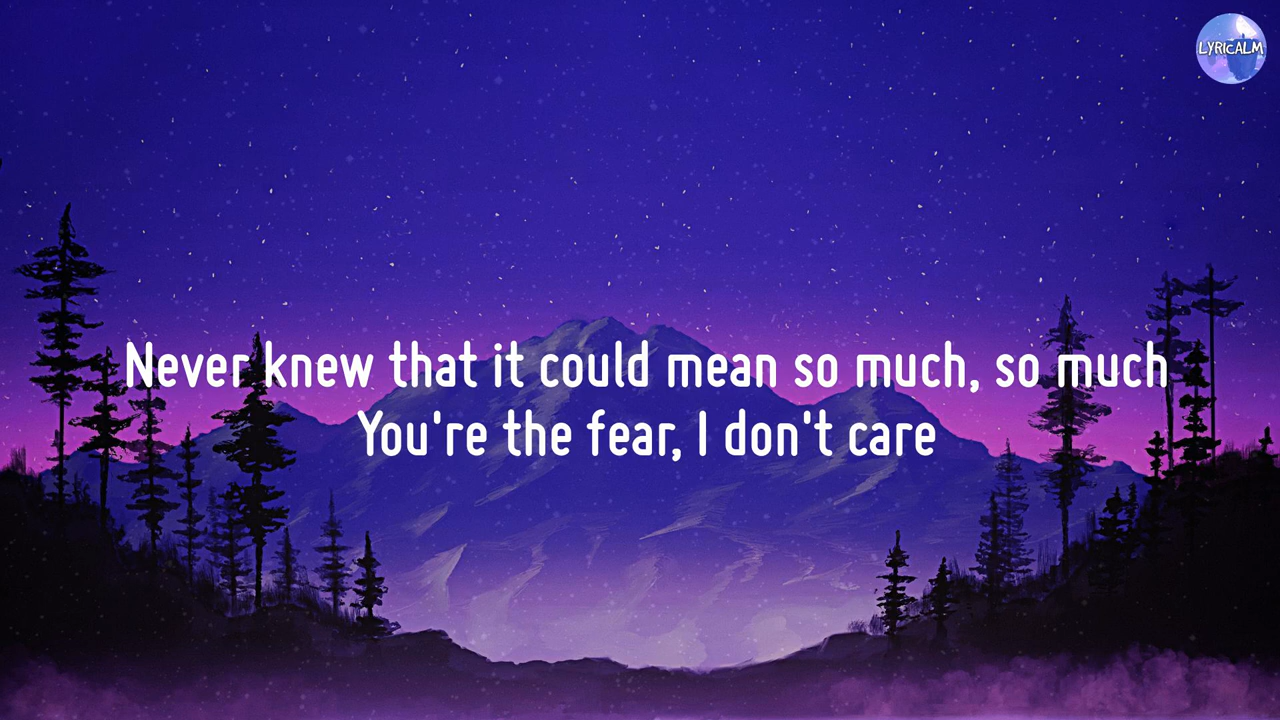 LYRICALM
Never knew that it could mean so much, so much
You're the fear, I don't care